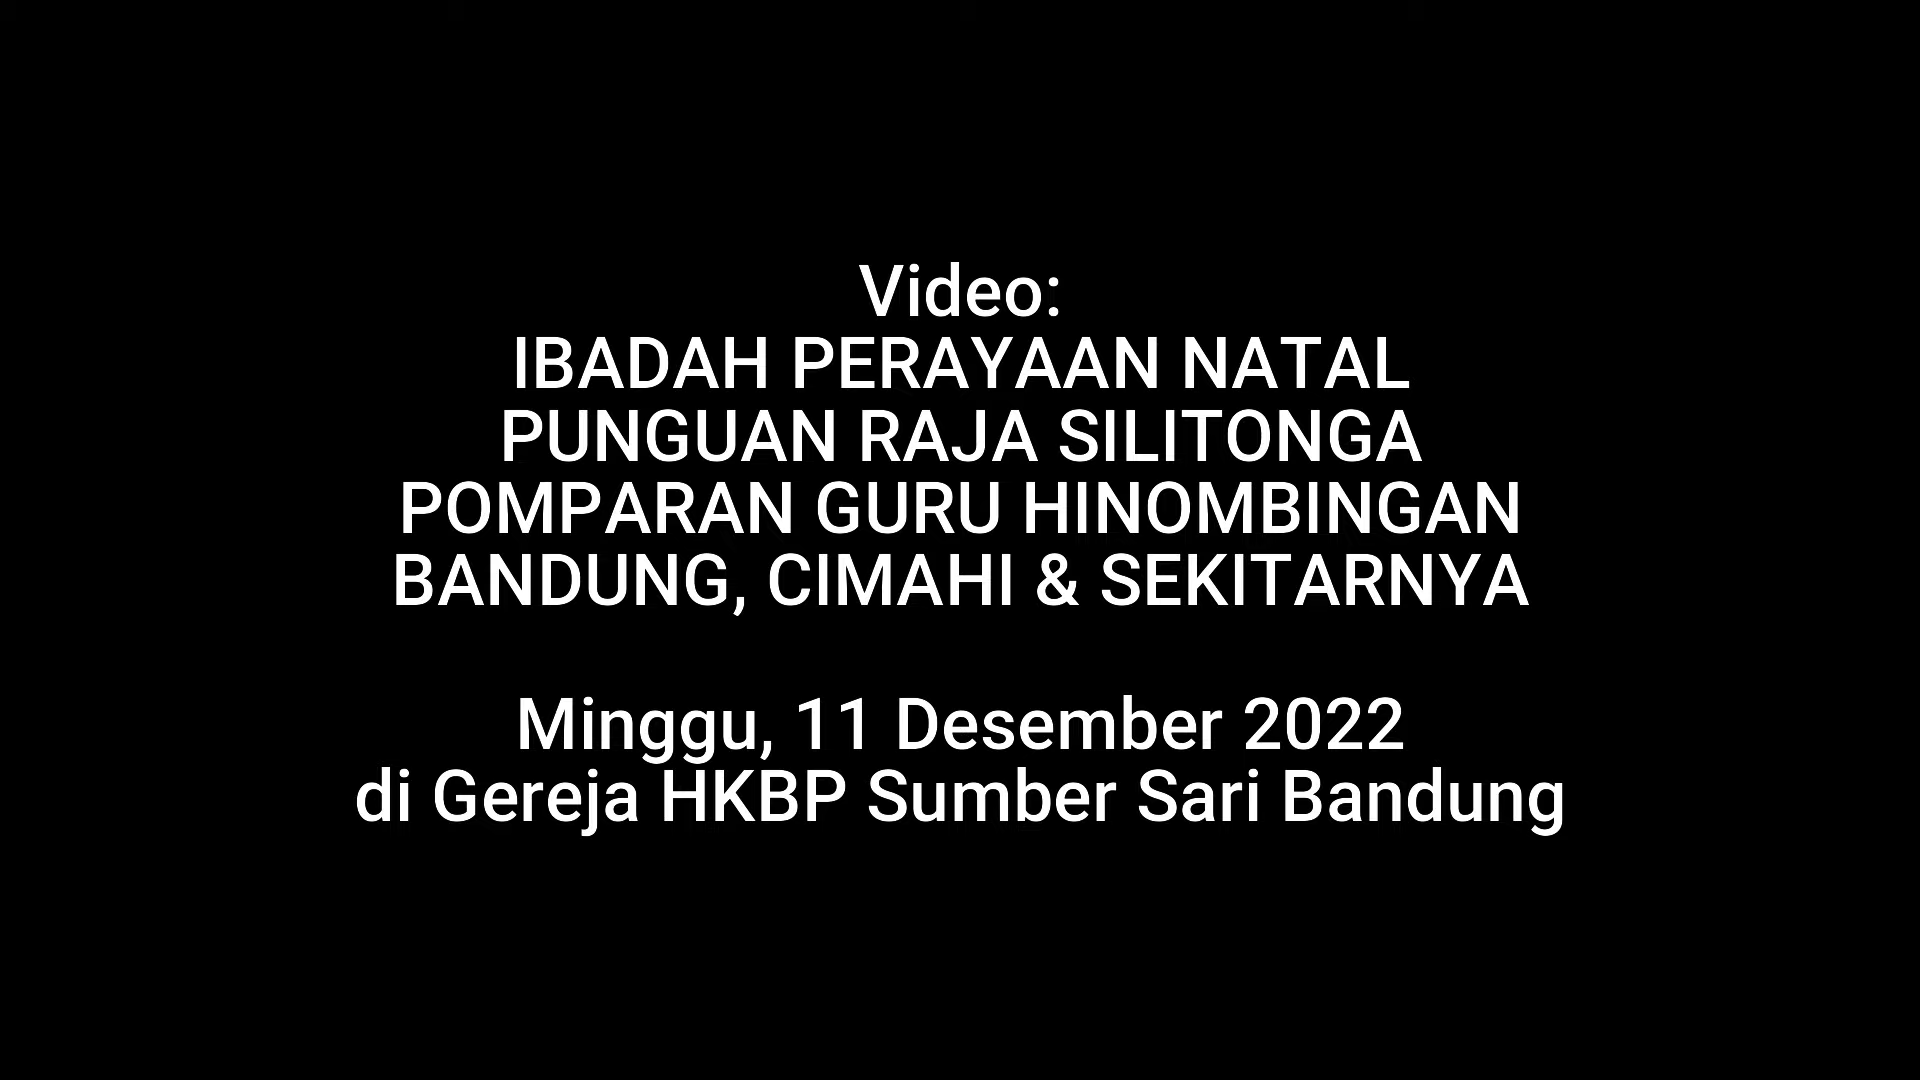 Video:
IBADAH PERAYAAN NATAL
PUNGUAN RAJA SILITONGA
POMPARAN GURU HINOMBINGAN
BANDUNG, CIMAHI & SEKITARNYA
Minggu, 11 Desember 2022
di Gereja HKBP Sumber Sari Bandung